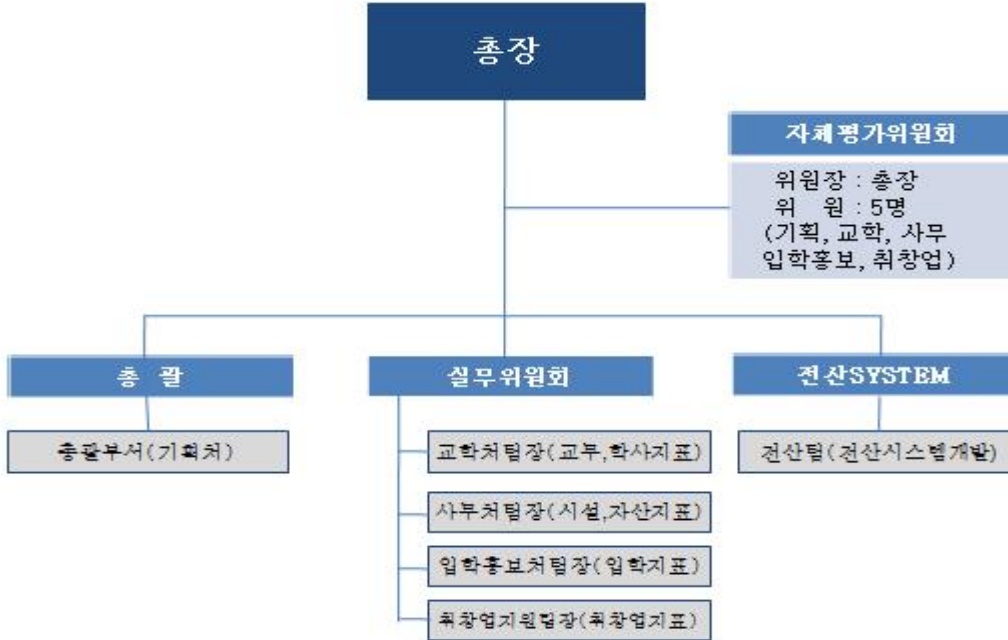 총장
자체평가위원회
위원장 : 총장
위 원 : 5명
(기획, 교학, 사무
입학홍보, 취창업)
총 괄
실무위원회
전산SYSTEM
총괄부서(기획처)
교학처팀장(교무,학사지표)
전산팀(전산시스템개발)
사무처팀장(시설,자산지표)
입학홍보처팀장(입학지표)
취창업지원팀장(취창업지표)